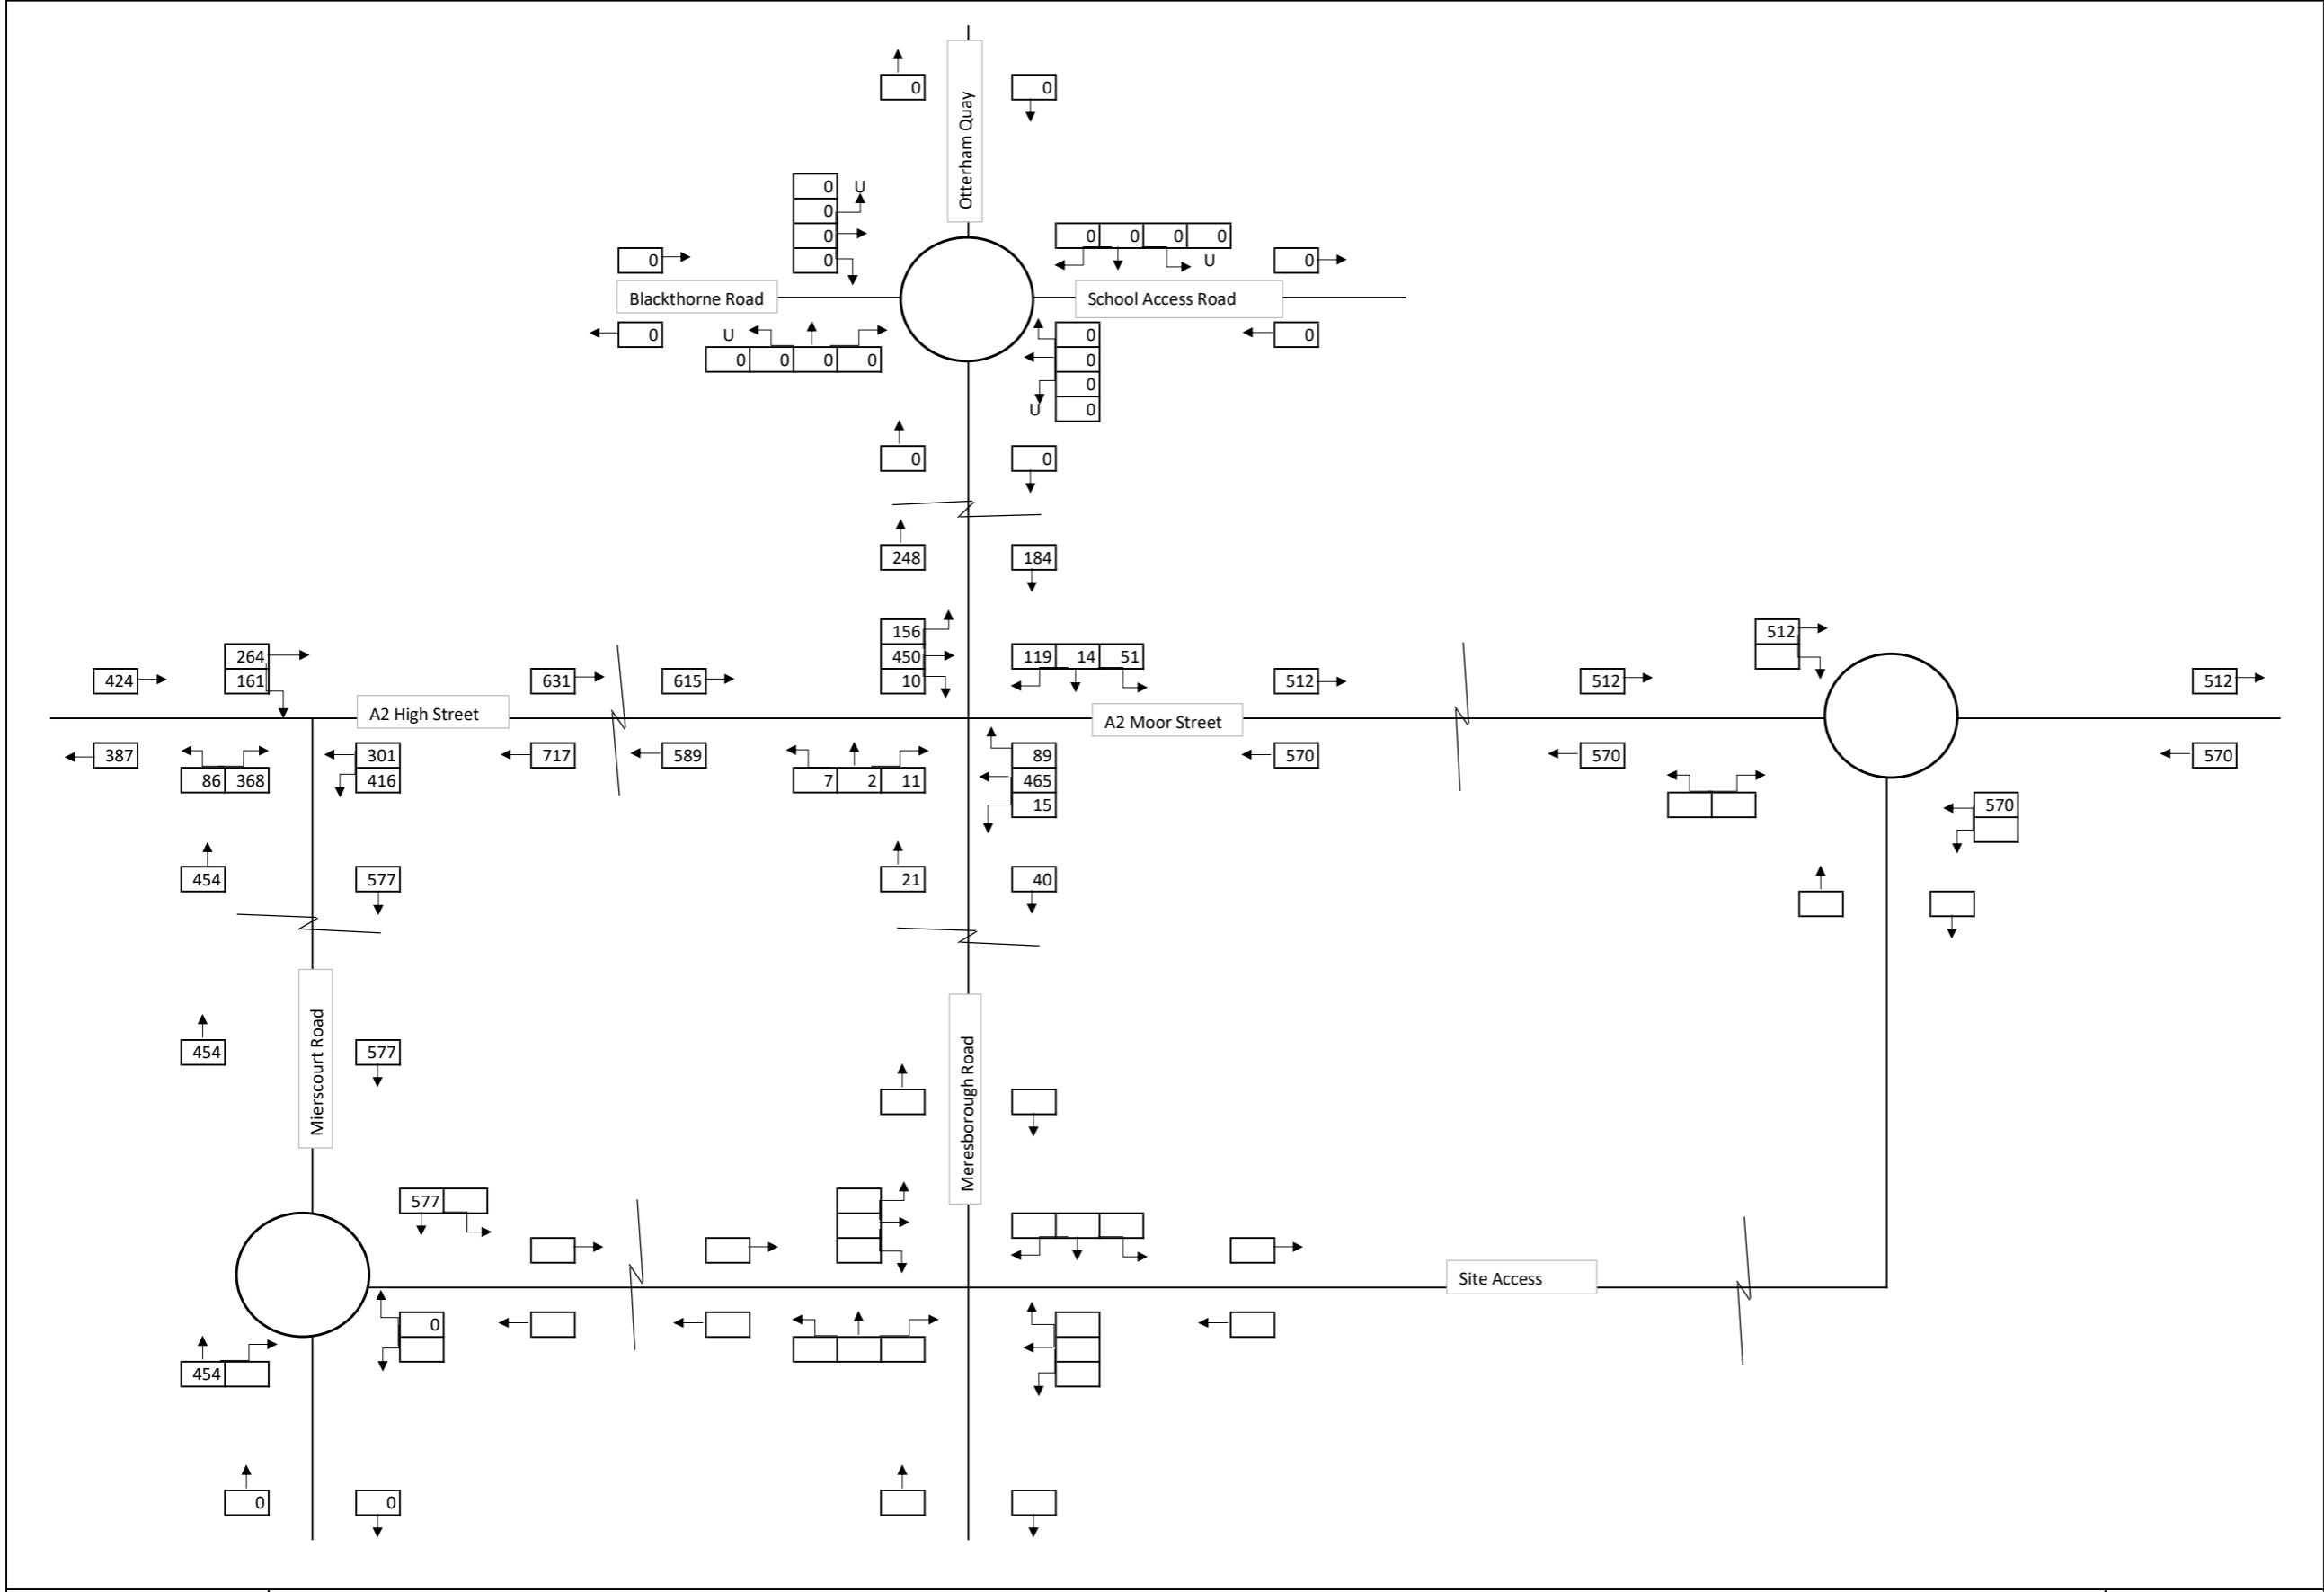 0 0
Otterham Quay
0 U
0
0
0
0 0 0 0
U
0
0
Blackthorne Road
School Access Road
0
0
U
0 0 0 0
0
0
0
U 0
0 0
248 184
156
450
10
119 14 51
512
264
161
424
631 615
512 512 512
A2 High Street
A2 Moor Street
387
717 589
570 570 570
86 368
301
416
7 2 11
89
465
15
570
454 577
21 40
Mierscourt Road
454 577
Meresborough Road
577
Site Access
0
454
0 0